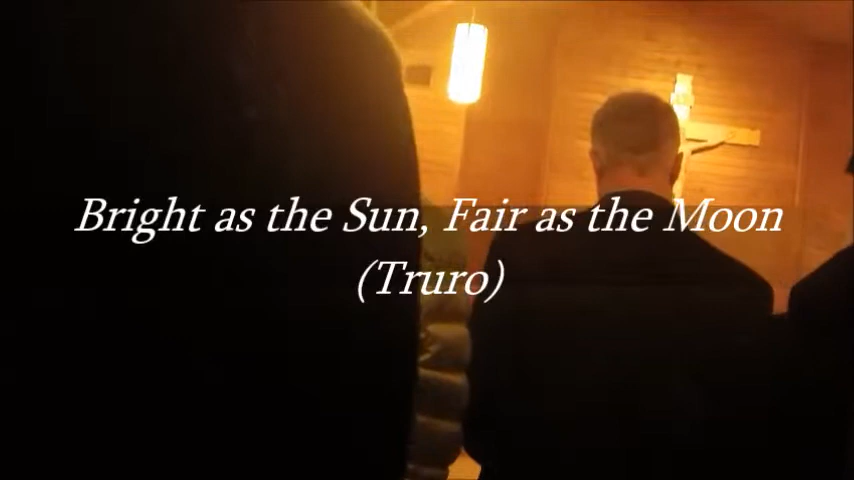 Bright as the Sun, Fair as the Moon
(Truro)